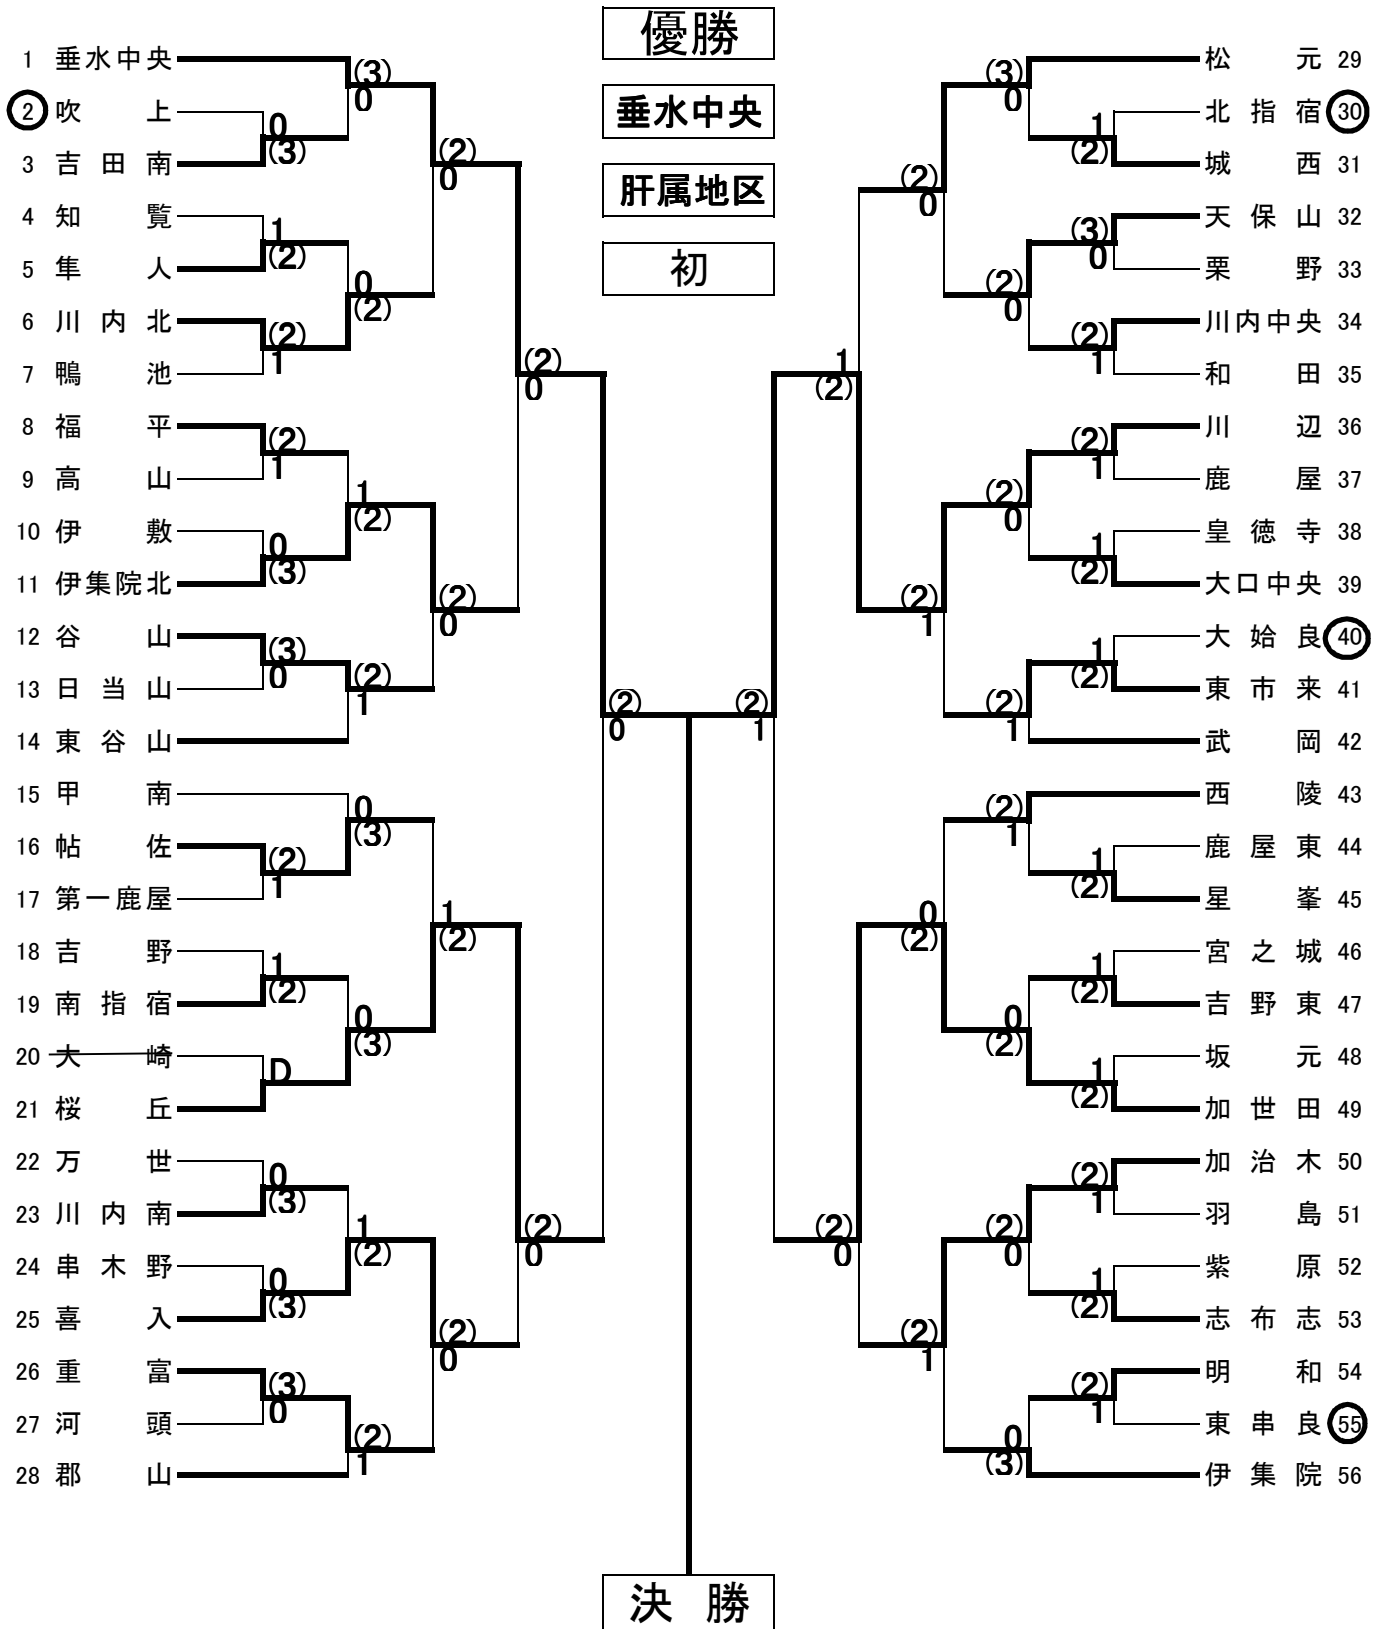 優勝
垂水中央
肝属地区
初
1 垂水中央
2 吹上
3 吉田南
4 知覧
5 隼人
6 川内北
7 鴨池
8 福平
9 高山
10 伊敷
11 伊集院北
12 谷山
13 日当山
14 東谷山
15 甲南
16 帖佐
17 第一鹿屋
18 吉野
19 南指宿
20 大崎
21 桜丘
22 万世
23 川内南
24 串木野
25 喜入
26 重富
27 河頭
28 郡山
0
(3)
1
(2)
(2)
1
(2)
1
0
(3)
(3)
0
(2)
1
1
(2)
D
0
(3)
0
(3)
(3)
0
(3)
0
0
(2)
1
(2)
(2)
1
0
(3)
0
(3)
1
(2)
(2)
1
(2)
0
(2)
0
1
(2)
(2)
0
(2)
0
(2)
0
(2)
0
(2)
1
1
(2)
(2)
0
(2)
0
(2)
1
0
(2)
(2)
1
(3)
0
(2)
0
(2)
0
(2)
1
(2)
1
0
(2)
(2)
0
0
(3)
1
(2)
(3)
0
(2)
1
(2)
1
1
(2)
1
(2)
1
(2)
1
(2)
1
(2)
(2)
1
1
(2)
(2)
1
松元 29
北指宿 30
城西 31
天保山 32
栗野 33
川内中央 34
和田 35
川辺 36
鹿屋 37
皇徳寺 38
大口中央 39
大姶良 40
東市来 41
武岡 42
西陵 43
鹿屋東 44
星峯 45
宮之城 46
吉野東 47
坂元 48
加世田 49
加治木 50
羽島 51
紫原 52
志布志 53
明和 54
東串良 55
伊集院 56
決勝